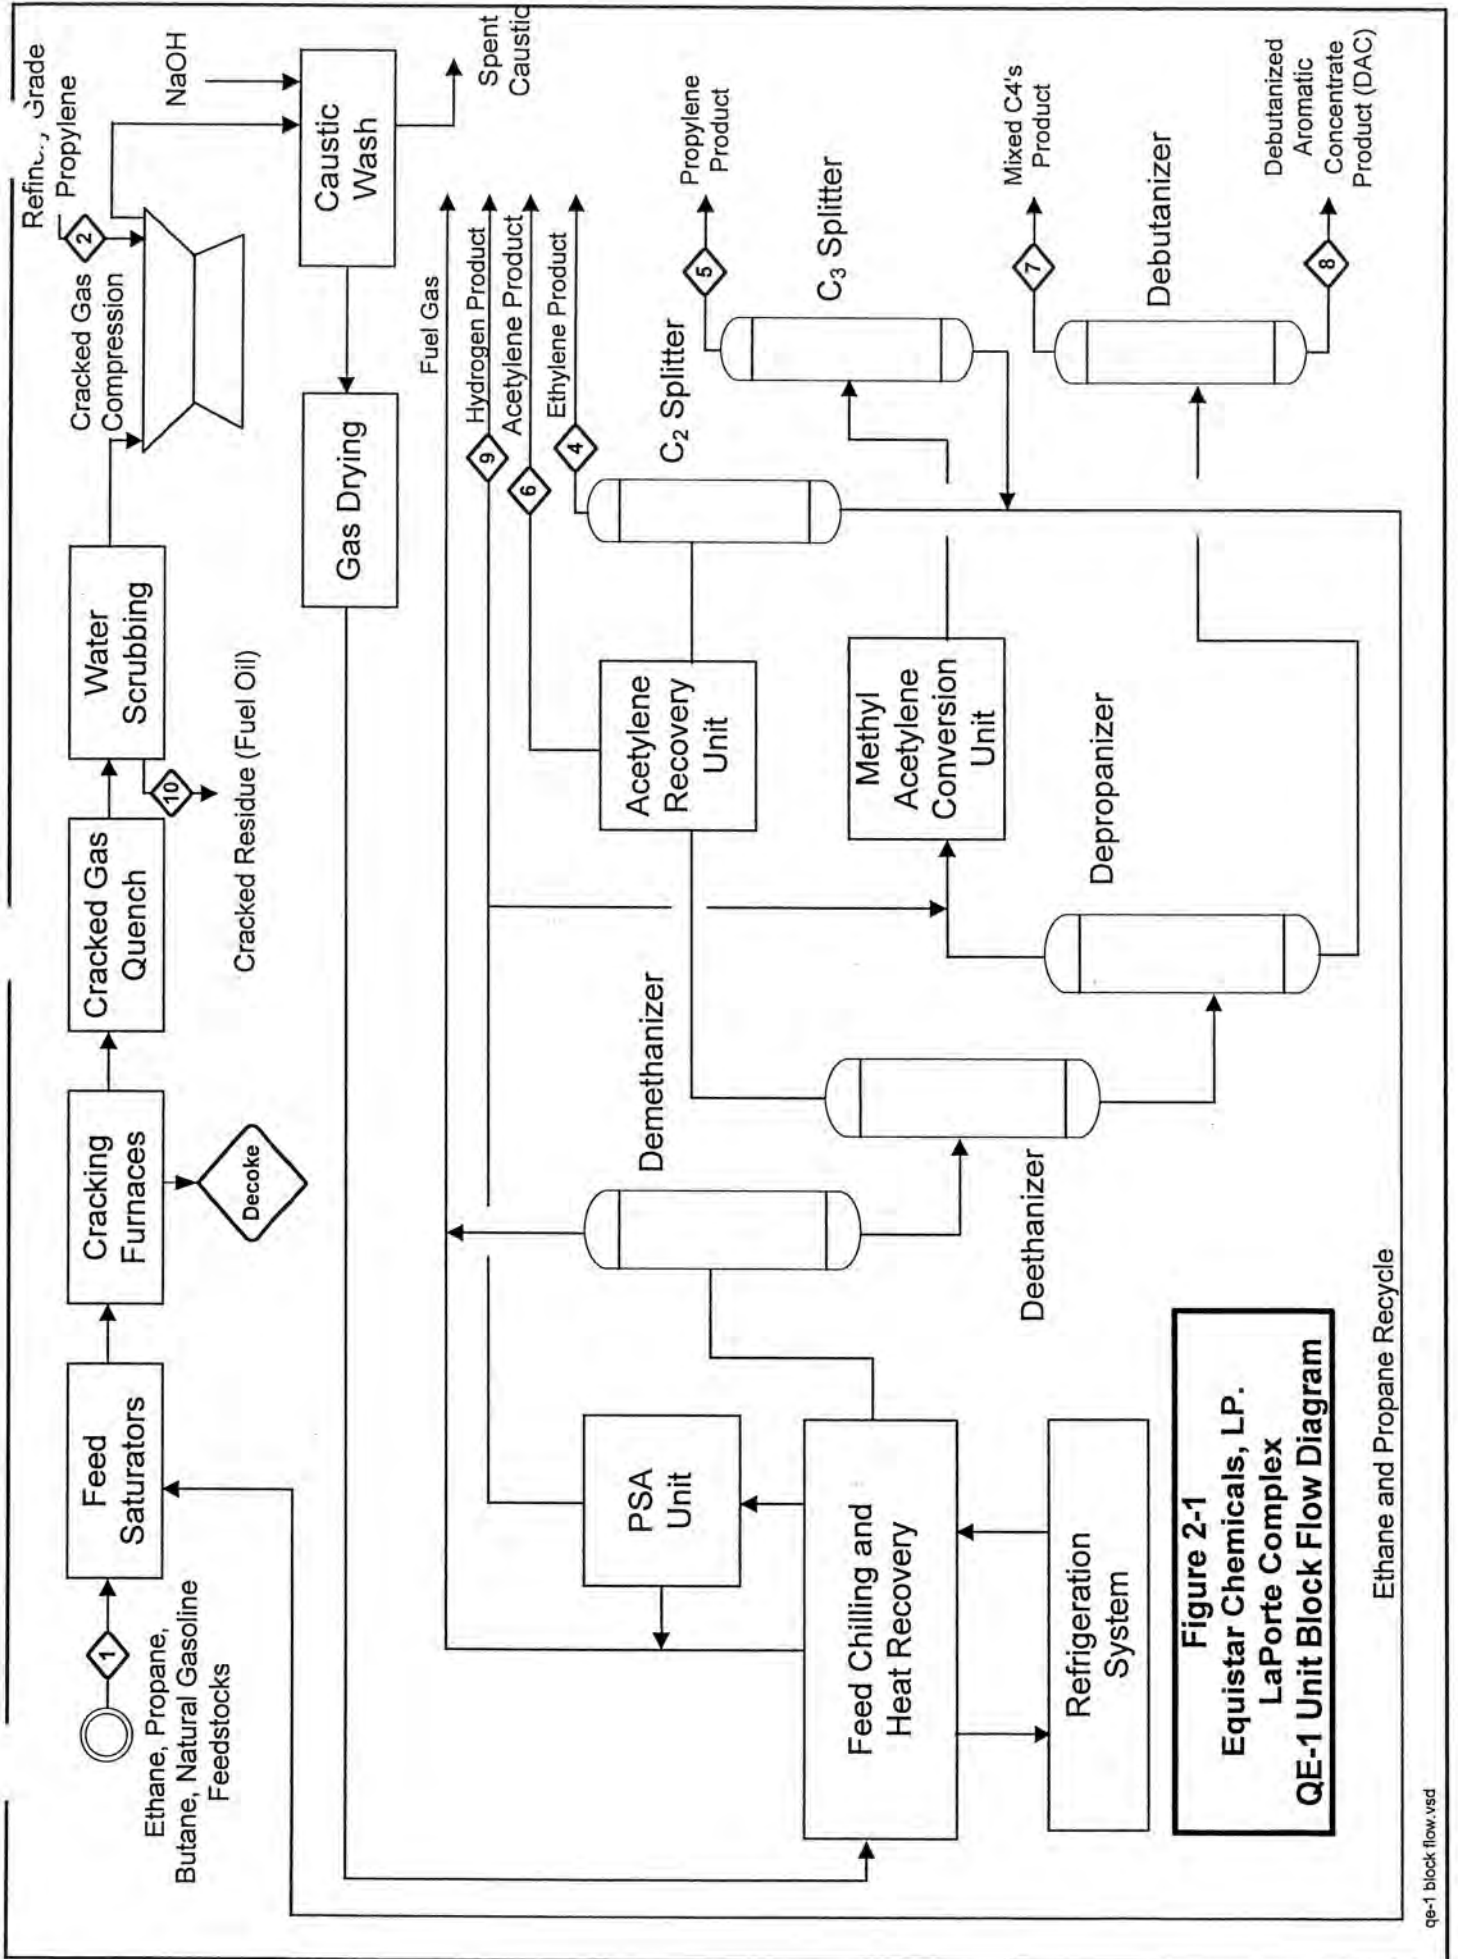 Ethane, Propane,
Butane, Natural Gasoline
Feedstocks
1
Feed
Saturators
Cracking
Furnaces
Decoke
Cracked Gas
Quench
10
Cracked Residue (Fuel Oil)
Water
Scrubbing
Cracked Gas
Compression
2
Grade
Propylene
NaOH
Caustic
Wash
Spent
Caustic
Gas Drying
Fuel Gas
9
Hydrogen Product
6
Acetylene Product
4
Ethylene Product
C2 Splitter
5
Propylene
Product
C3 Splitter
7
Mixed C4's
Product
Debutanizer
8
Debutanized
Aromatic
Concentrate
Product (DAC)
Acetylene
Recovery
Unit
Methyl
Acetylene
Conversion
Unit
Depropanizer
Demethanizer
Deethanizer
PSA
Unit
Feed Chilling and
Heat Recovery
Refrigeration
System
Figure 2-1
Equistar Chemicals, LP.
LaPorte Complex
QE-1 Unit Block Flow Diagram
Ethane and Propane Recycle
qe-1 block flow.vsd